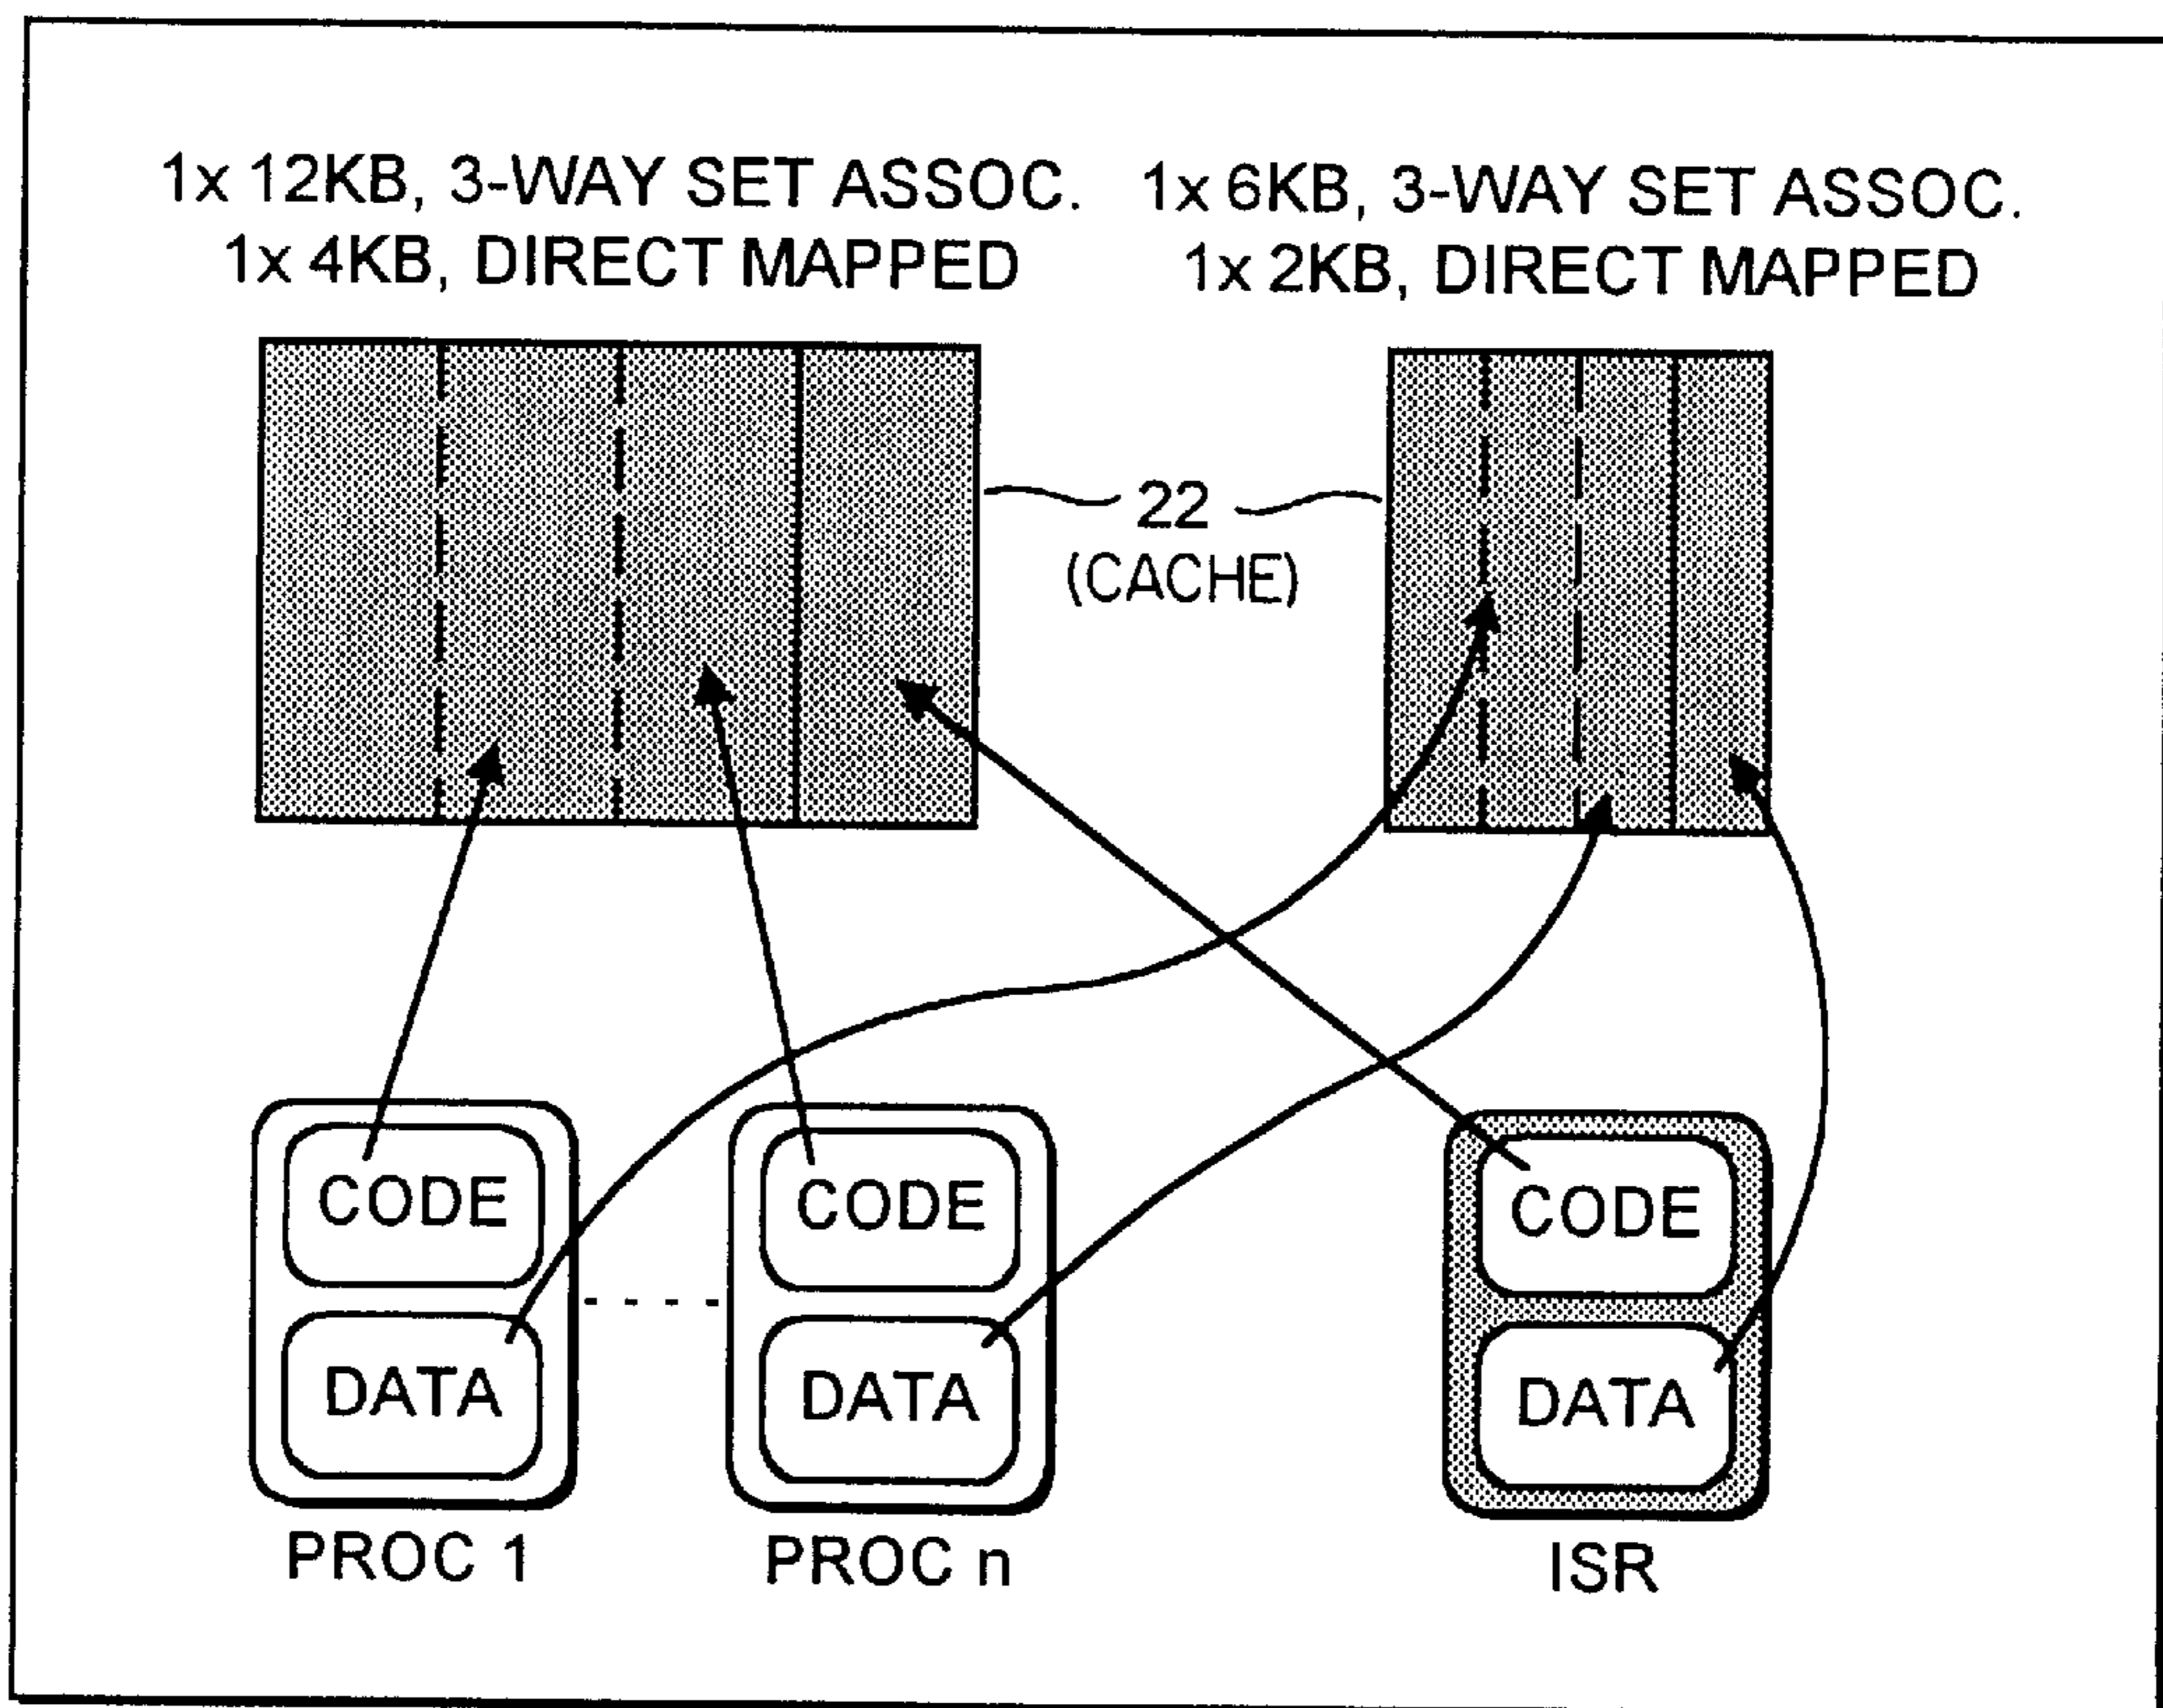 1x 12KB, 3-WAY SET ASSOC.
1x 4KB, DIRECT MAPPED
1x 6KB, 3-WAY SET ASSOC.
1x 2KB, DIRECT MAPPED
22
(CACHE)
CODE
DATA
PROC 1
CODE
DATA
PROC n
CODE
DATA
ISR